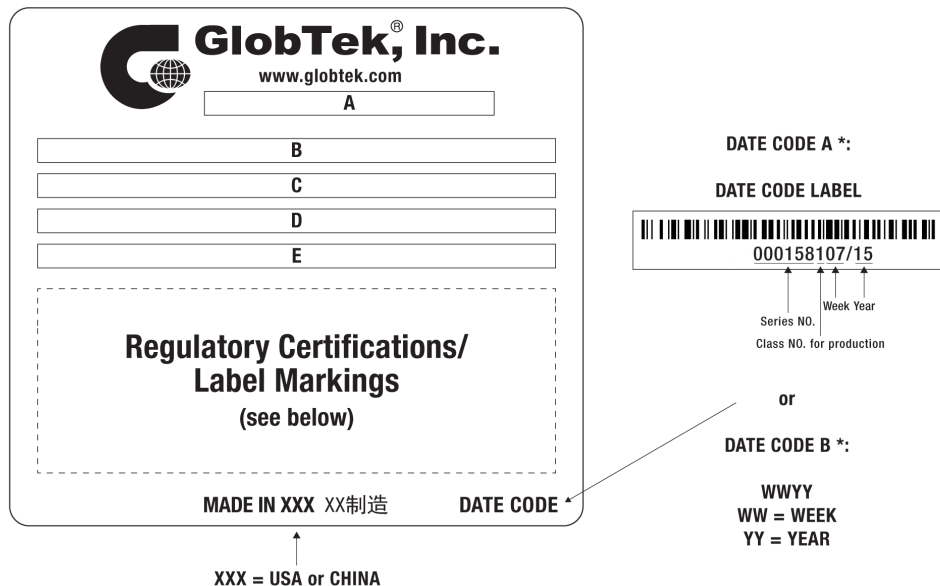 GlobTek,® Inc.
www.globtek.com
A
B
C
D
E
Regulatory Certifications/
Label Markings
(see below)
MADE IN XXX XX制造 DATE CODE
XXX = USA or CHINA
DATE CODE A *:
DATE CODE LABEL
000158107/15
Week Year
Series NO.
Class NO. for production
or
DATE CODE B *:
WWYY
WW = WEEK
YY = YEAR